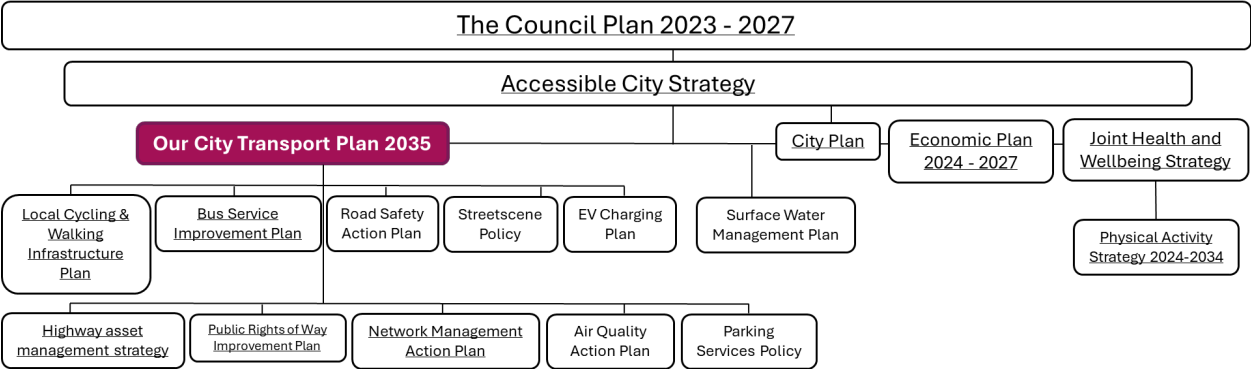 The Council Plan 2023 - 2027
Accessible City Strategy
Our City Transport Plan 2035
City Plan
Economic Plan
2024 - 2027
Joint Health and
Wellbeing Strategy
Local Cycling &
Walking
Infrastructure
Plan
Bus Service
Improvement Plan
Road Safety
Action Plan
Streetscene
Policy
EV Charging
Plan
Surface Water
Management Plan
Physical Activity
Strategy 2024-2034
Highway asset
management strategy
Public Rights of Way
Improvement Plan
Network Management
Action Plan
Air Quality
Action Plan
Parking
Services Policy